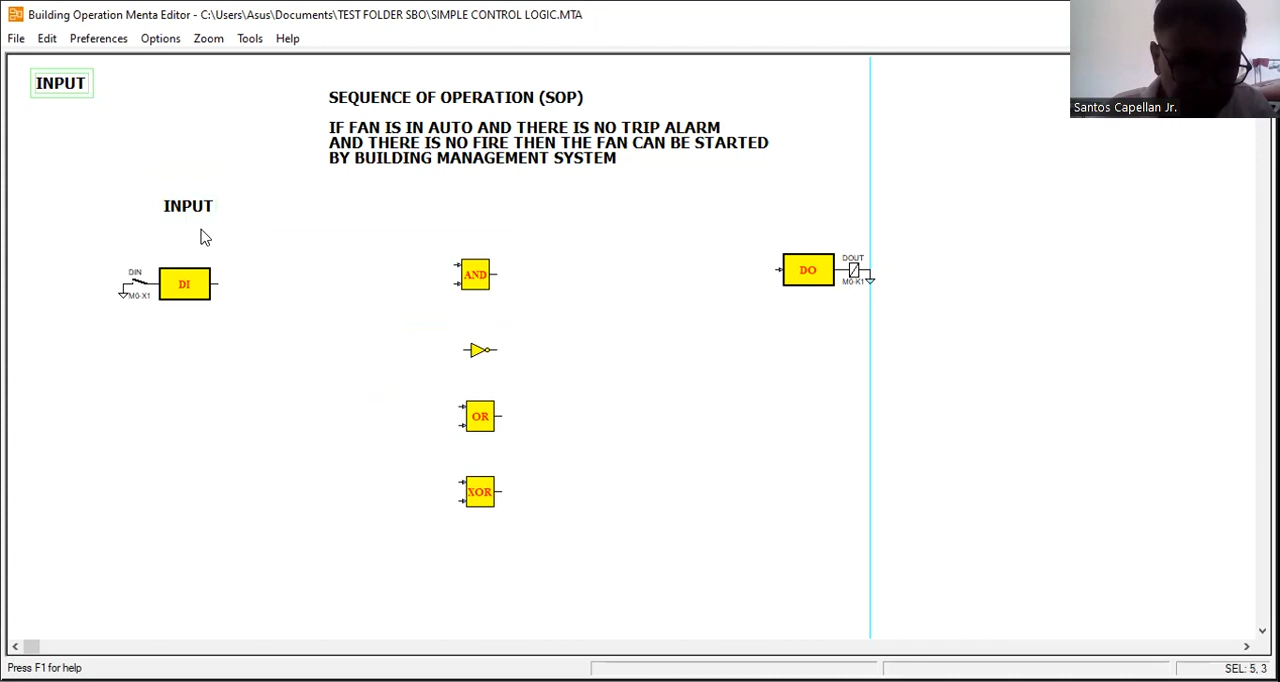 Building Operation Menta Editor - C:\Users\Asus\Documents\TEST FOLDER SBO\SIMPLE CONTROL LOGIC.MTA
File Edit Preferences Options Zoom Tools Help
Santos Capellan Jr.
INPUT
SEQUENCE OF OPERATION (SOP)
IF FAN IS IN AUTO AND THERE IS NO TRIP ALARM
AND THERE IS NO FIRE THEN THE FAN CAN BE STARTED
BY BUILDING MANAGEMENT SYSTEM
INPUT
DIN
DI
M0-X1
AND
DO
DOUT
M0-K1
OR
XOR
Press F1 for help
SEL: 5, 3